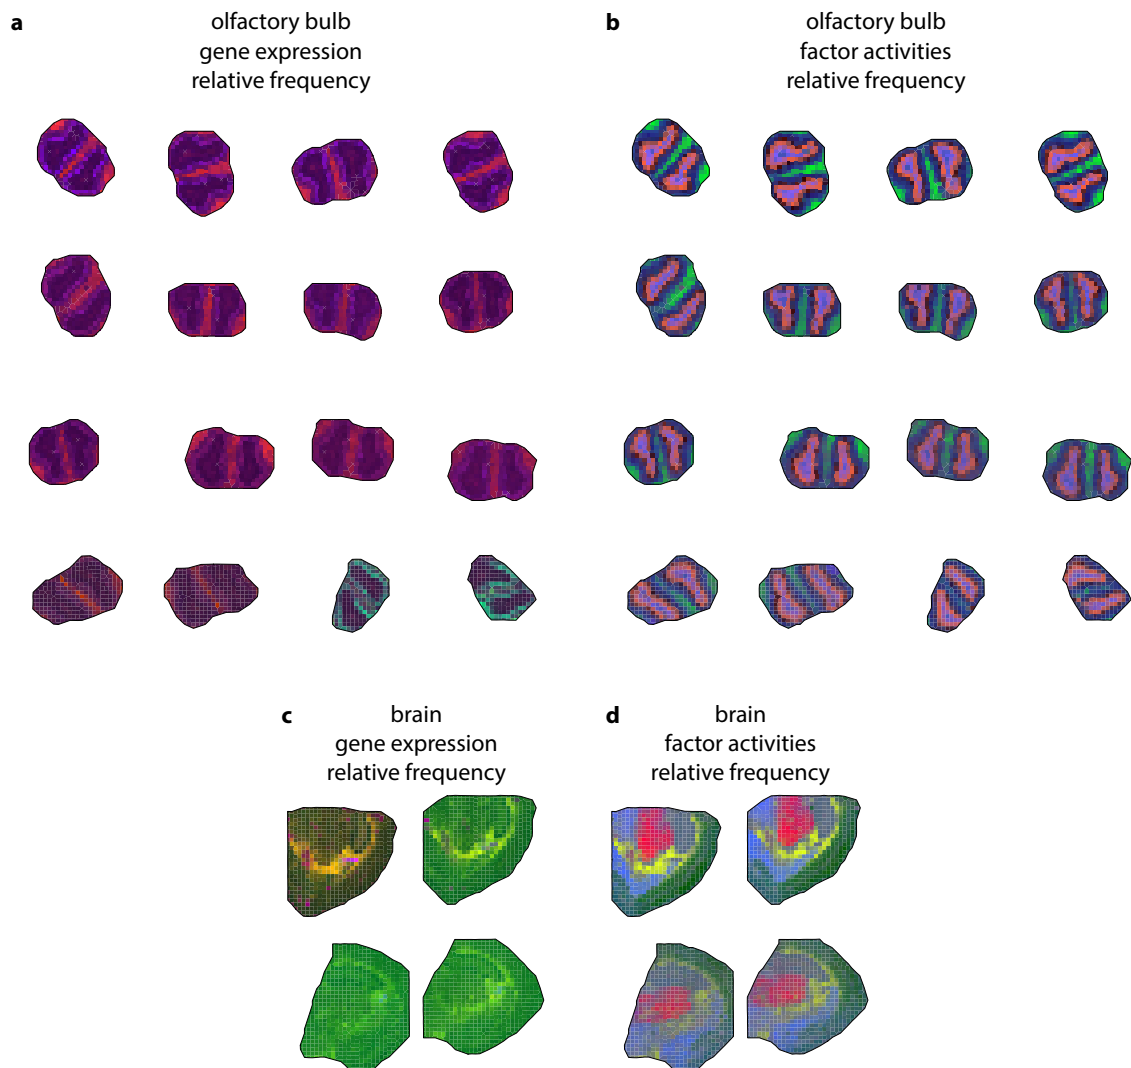 a
olfactory bulb
gene expression
relative frequency
b
olfactory bulb
factor activities
relative frequency
c
brain
gene expression
relative frequency
d
brain
factor activities
relative frequency